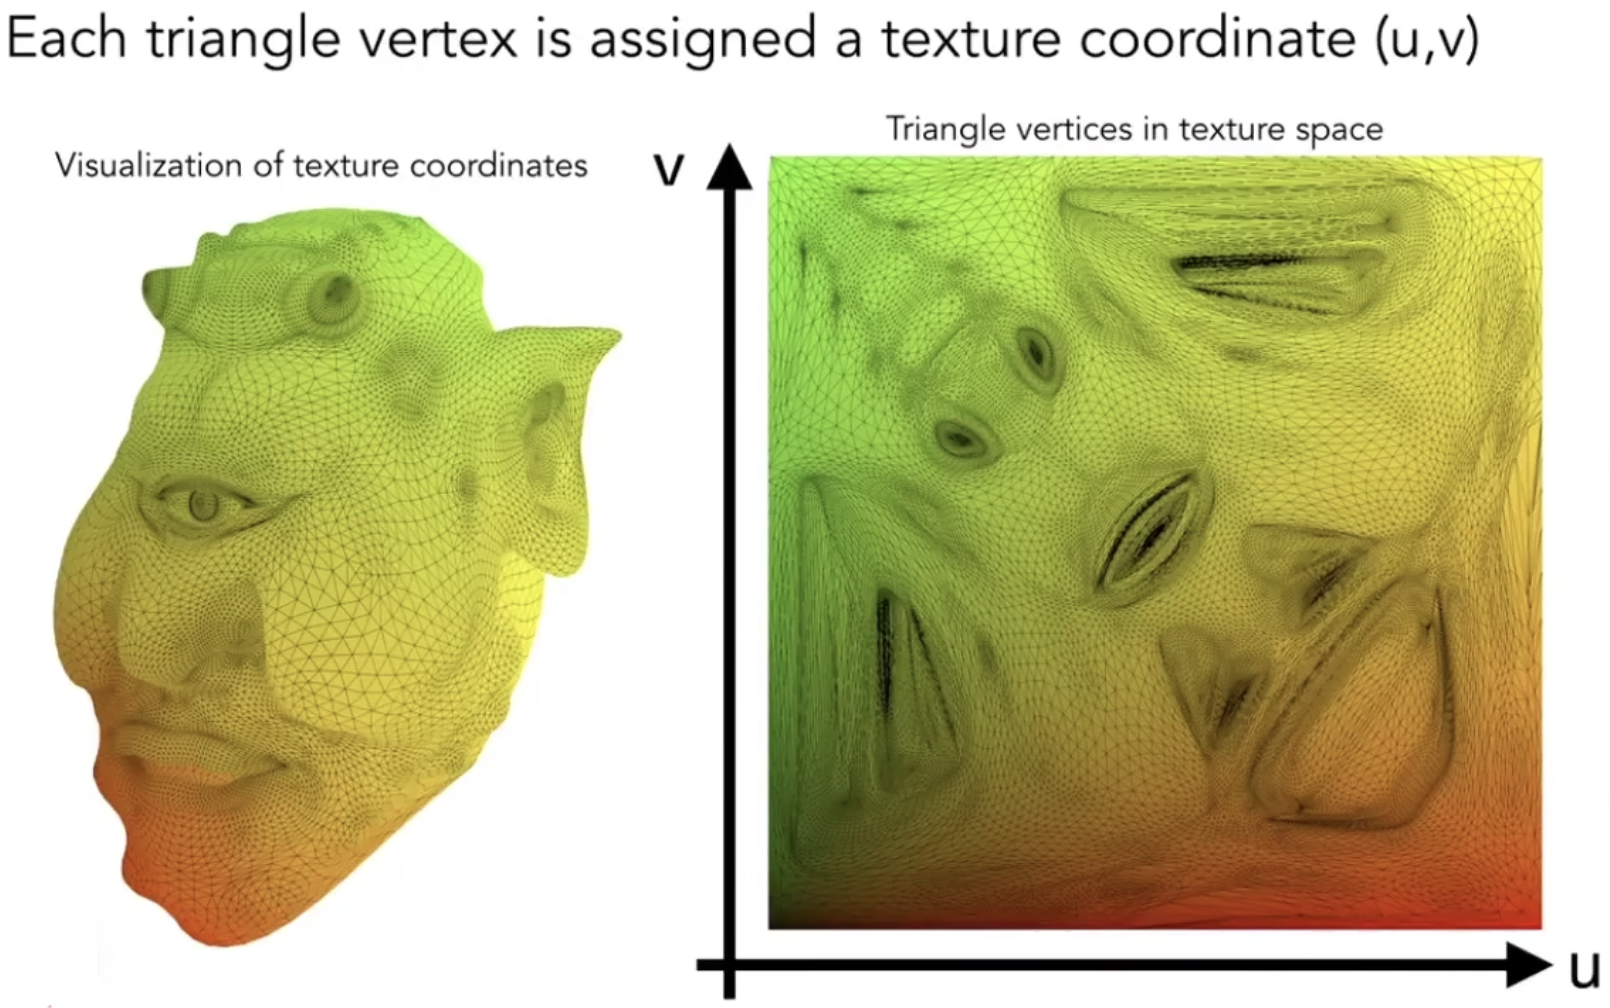 Each triangle vertex is assigned a texture coordinate (u,v)
Visualization of texture coordinates
Triangle vertices in texture space
v
u